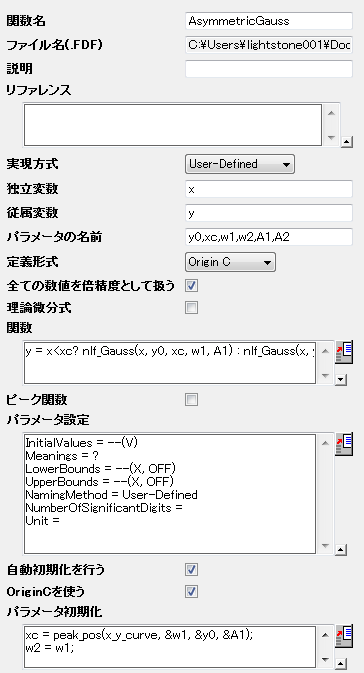 関数名 AsymmetricGauss
ファイル名(.FDF) C:¥Users¥lightstone001¥Doc
説明
リファレンス
実現方式 User-Defined
独立変数 x
従属変数 y
パラメータの名前 y0,xc,w1,w2,A1,A2
定義形式 Origin C
全ての数値を倍精度として扱う
理論微分式
関数
y = x<xc? nlf_Gauss(x, y0, xc, w1, A1) : nlf_Gauss(x, y
ピーク関数
パラメータ設定
InitialValues = --(V)
Meanings = ?
LowerBounds = --(X, OFF)
UpperBounds = --(X, OFF)
NamingMethod = User-Defined
NumberOfSignificantDigits =
Unit =
自動初期化を行う
OriginCを使う
パラメータ初期化
xc = peak_pos(x_y_curve, &w1, &y0, &A1);
w2 = w1;